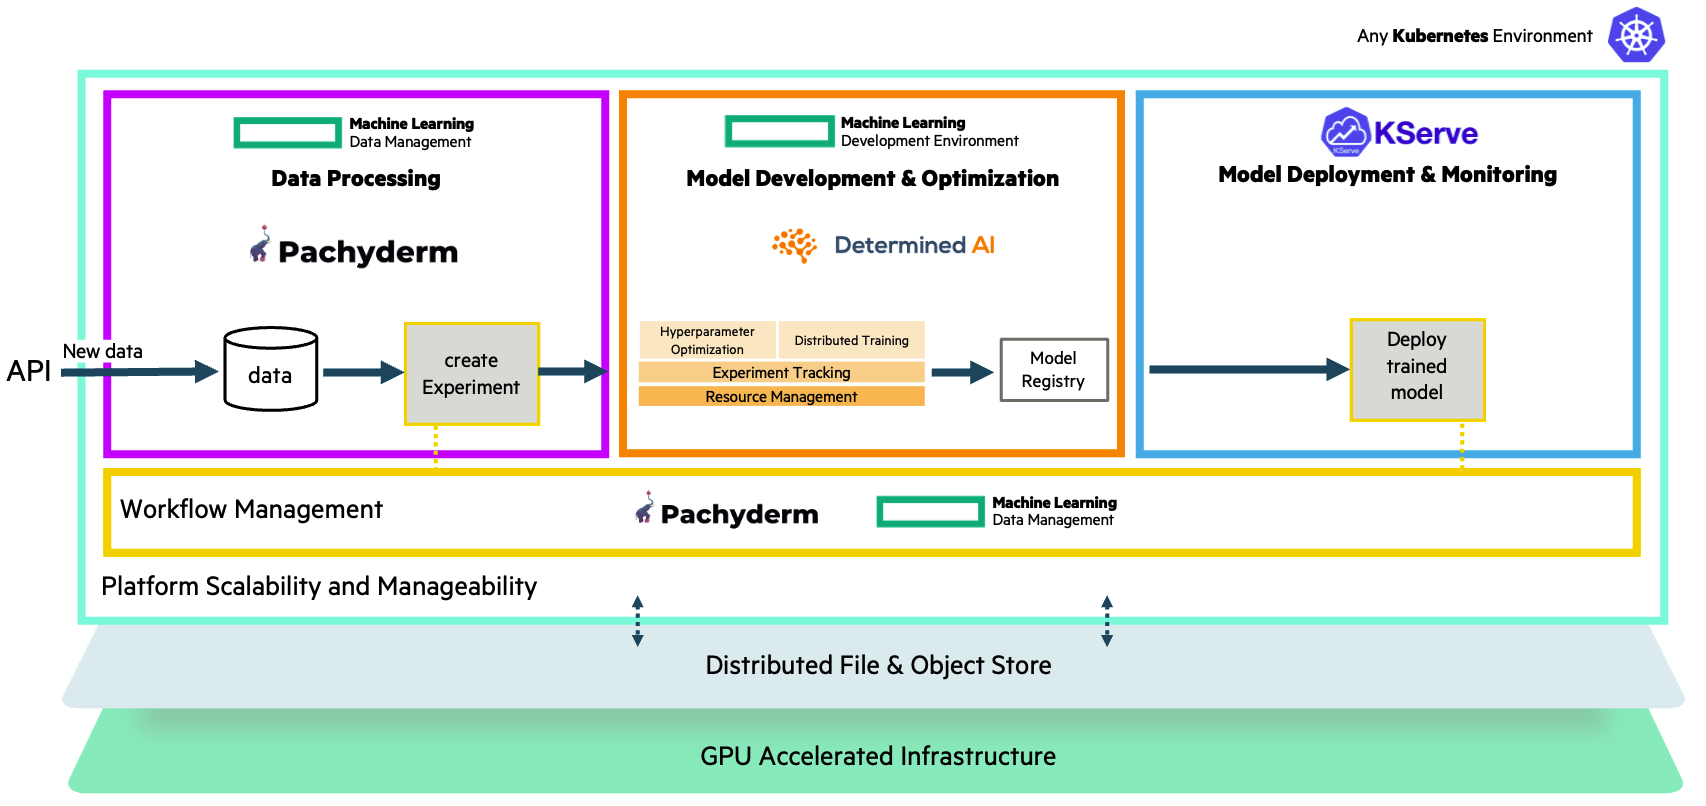 Any Kubernetes Environment
Machine Learning
Data Management
Data Processing
Pachyderm
API
New data
data
create
Experiment
Machine Learning
Development Environment
Model Development & Optimization
Determined AI
Hyperparameter
Optimization
Distributed Training
Experiment Tracking
Resource Management
Model
Registry
KServe
KServe
Model Deployment & Monitoring
Deploy
trained
model
Workflow Management
Pachyderm
Machine Learning
Data Management
Platform Scalability and Manageability
Distributed File & Object Store
GPU Accelerated Infrastructure